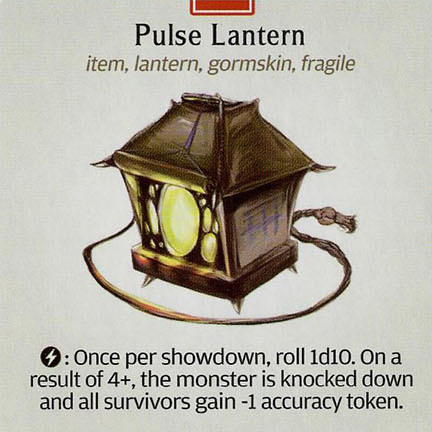 Pulse Lantern
item, lantern, gormskin, fragile
: Once per showdown, roll 1d10. On a
result of 4+, the monster is knocked down
and all survivors gain -1 accuracy token.